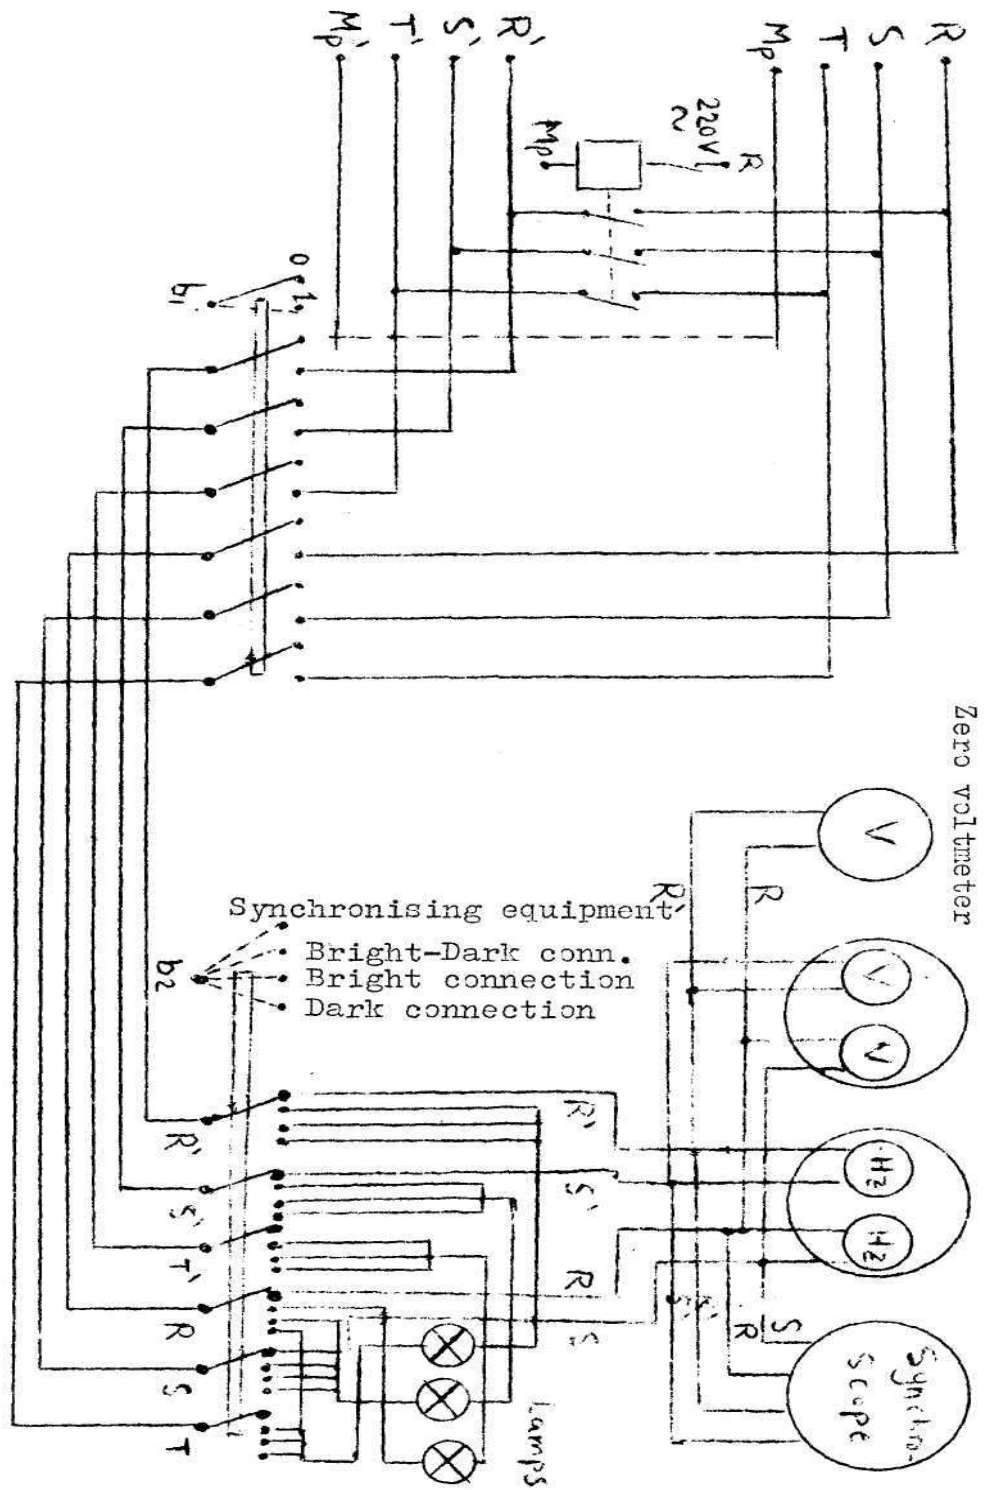 Mp' T' S' R' Mp T S R
220V
~
Mp R
0 1
b1
Zero voltmeter
V
R' R
V
V
Synchronising equipment
Bright-Dark conn.
Bright connection
Dark connection
b2
R' R'
S' S'
T'
R R
S S
T
Hz
Hz
S' R'
R S
Synchro-
Scope
Lamps